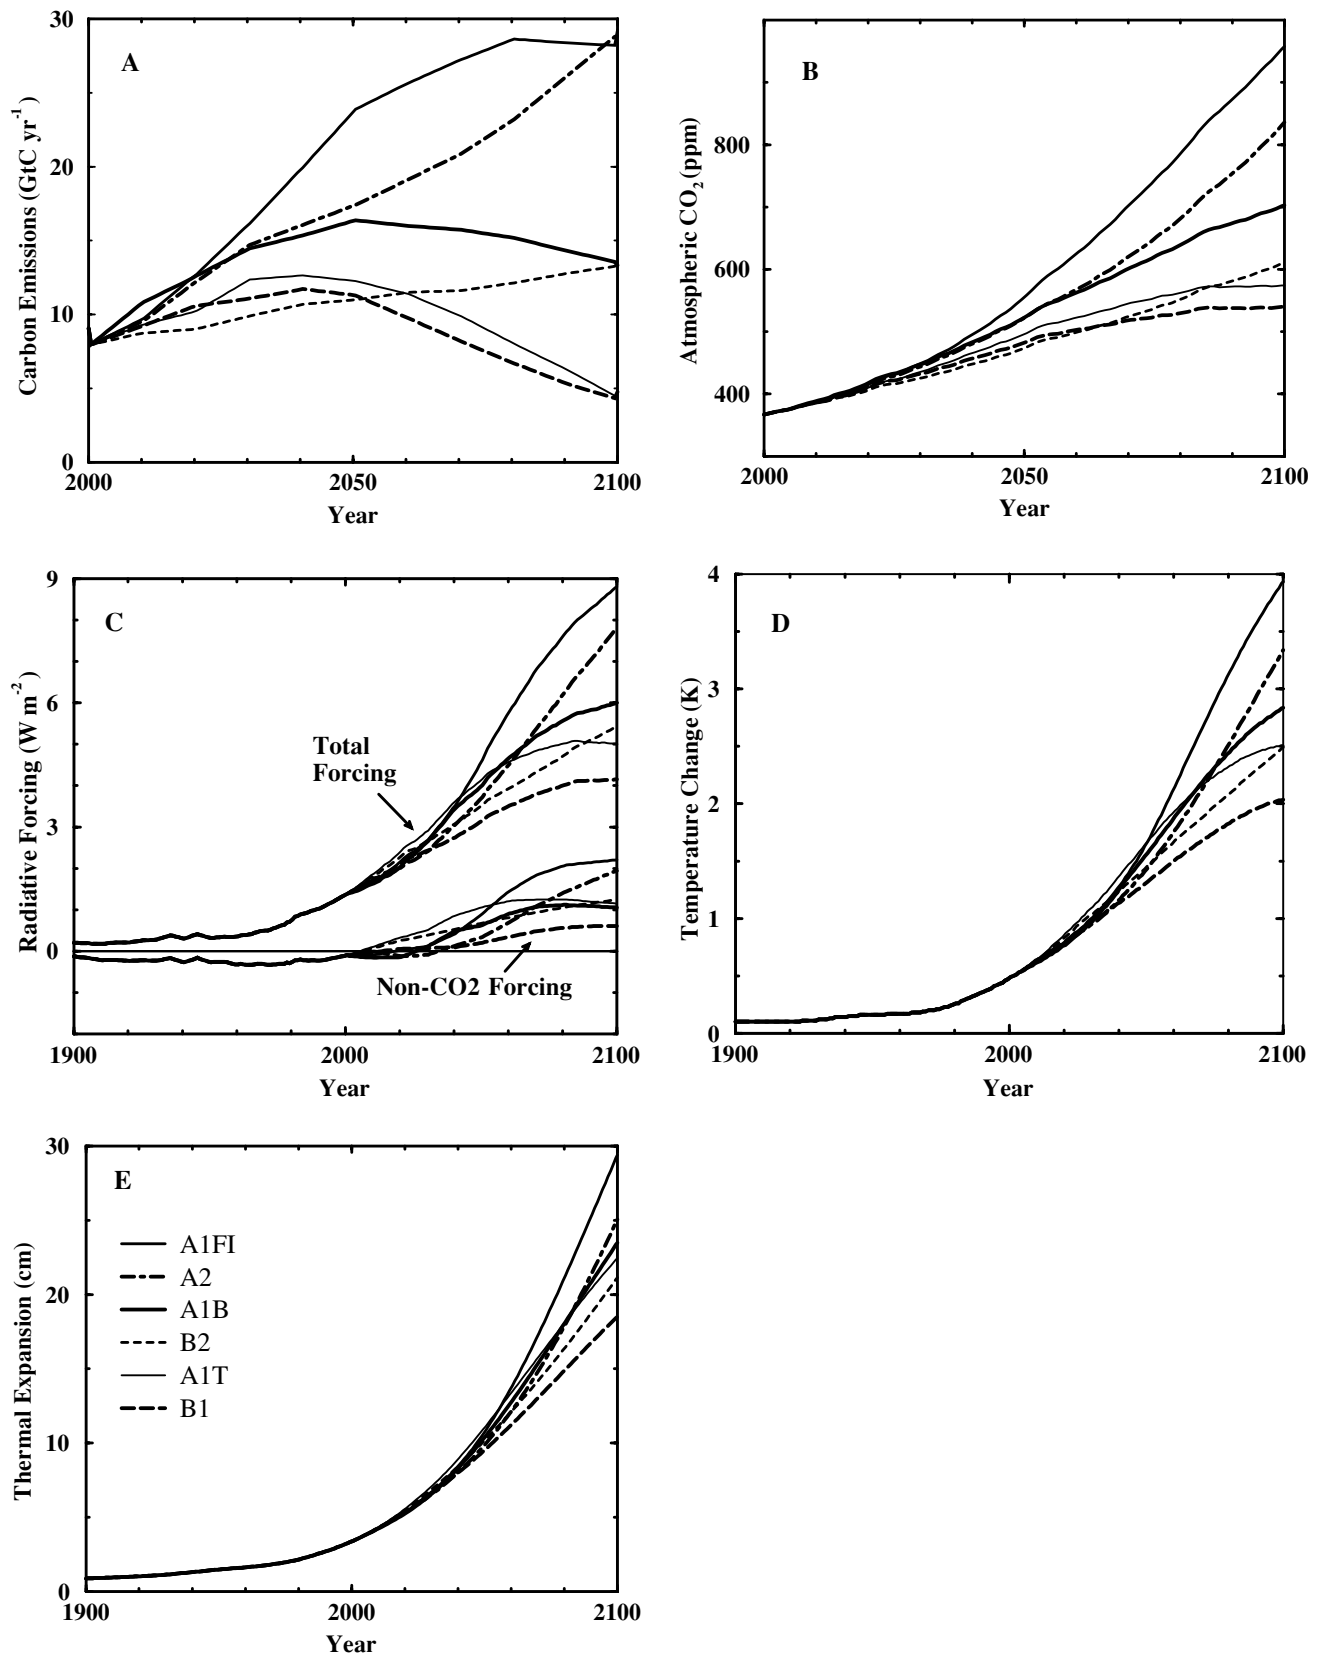 A
30
20
10
0
Carbon Emissions (GtC yr-1)
2000
2050
2100
Year
B
800
600
400
Atmospheric CO2 (ppm)
2000
2050
2100
Year
C
9
6
3
0
Radiative Forcing (W m-2)
Total
Forcing
Non-CO2 Forcing
1900
2000
2100
Year
D
4
3
2
1
0
Temperature Change (K)
1900
2000
2100
Year
E
30
20
10
0
Thermal Expansion (cm)
A1FI
A2
A1B
B2
A1T
B1
1900
2000
2100
Year